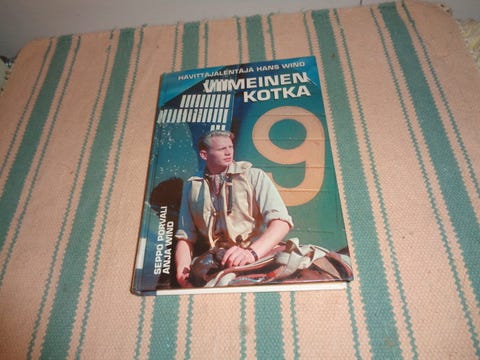 HÄVITTÄJÄLENTÄJÄ HANS WIND
VIIMEINEN
KOTKA
9
SEPPO PORVALI
ANJA WIND